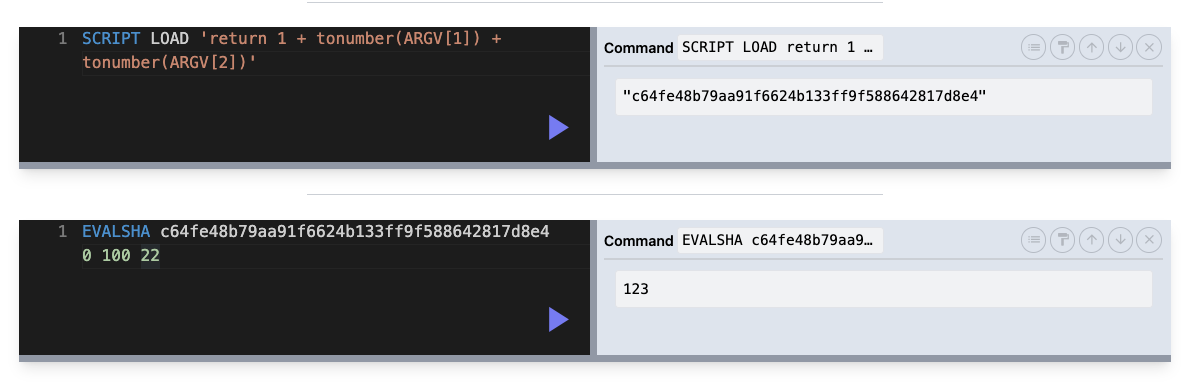 1 SCRIPT LOAD 'return 1 + tonumber(ARGV[1]) +
tonumber(ARGV[2])'
Command SCRIPT LOAD return 1 …
"c64fe48b79aa91f6624b133ff9f588642817d8e4"
1 EVALSHA c64fe48b79aa91f6624b133ff9f588642817d8e4
0 100 22
Command EVALSHA c64fe48b79aa9…
123